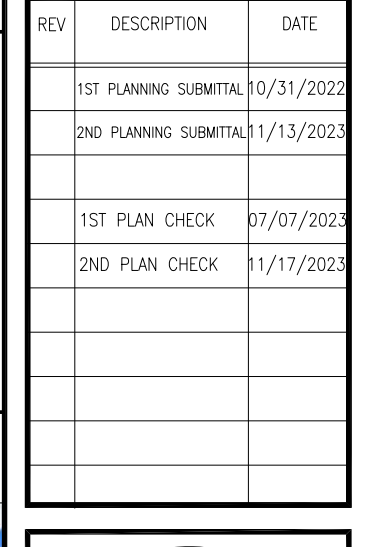 REV DESCRIPTION DATE
1ST PLANNING SUBMITTAL 10/31/2022
2ND PLANNING SUBMITTAL 11/13/2023
1ST PLAN CHECK 07/07/2023
2ND PLAN CHECK 11/17/2023